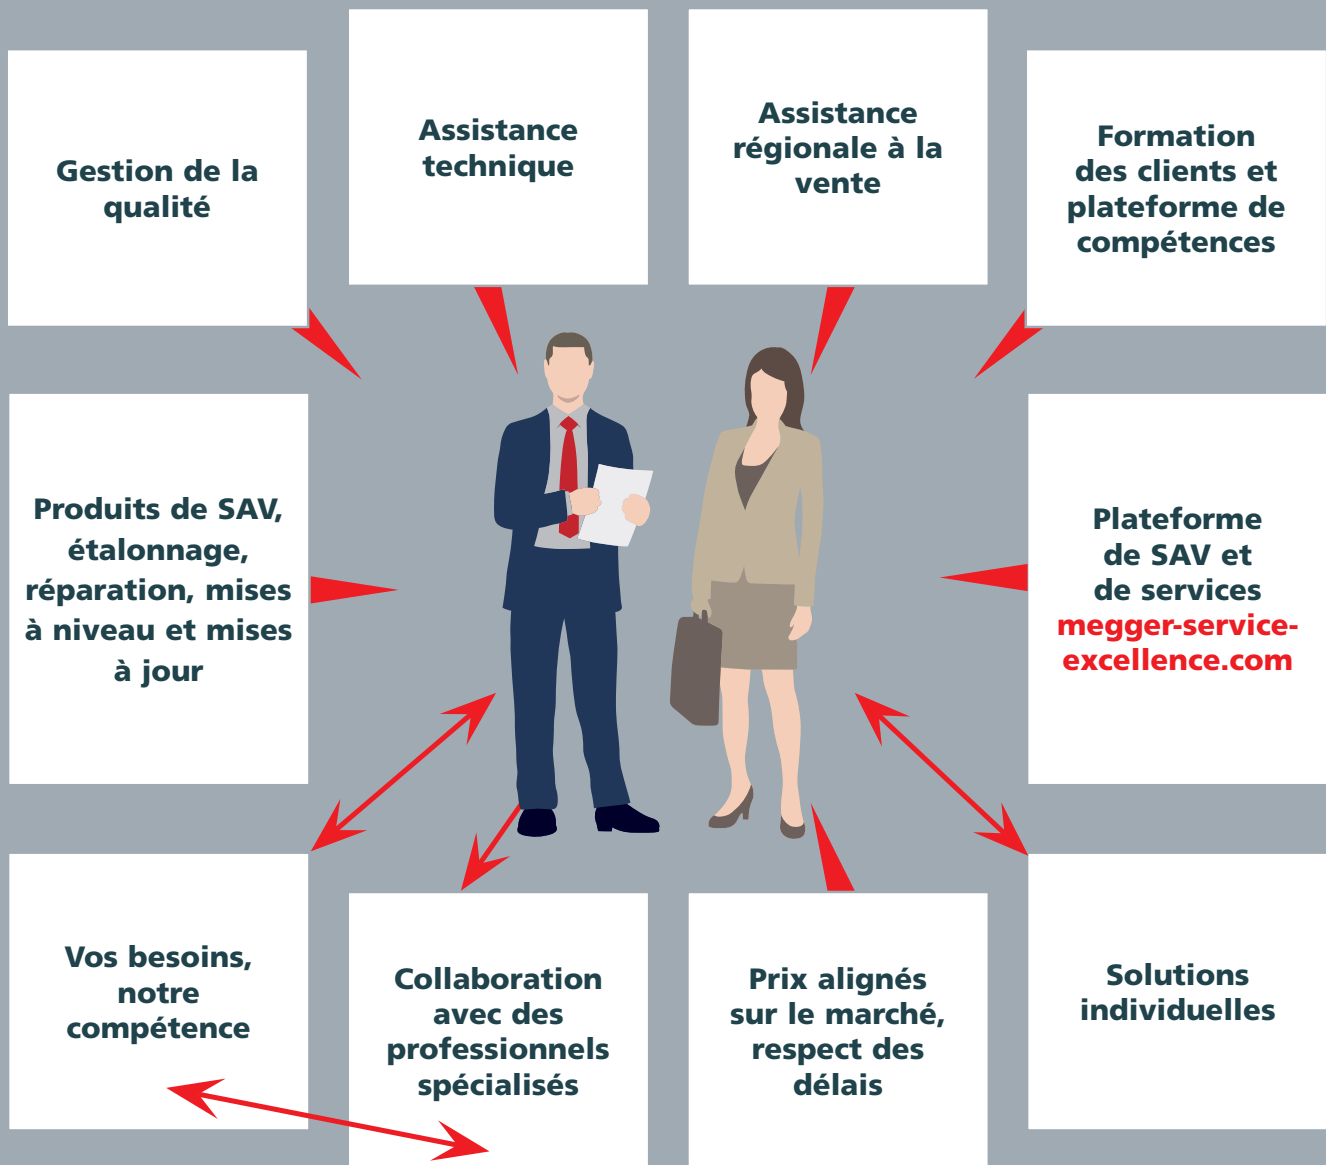 Gestion de la
qualité
Assistance
technique
Assistance
régionale à la
vente
Formation
des clients et
plateforme de
compétences
Produits de SAV,
étalonnage,
réparation, mises
à niveau et mises
à jour
Plateforme
de SAV et
de services
megger-service-
excellence.com
Vos besoins,
notre
compétence
Collaboration
avec des
professionnels
spécialisés
Prix alignés
sur le marché,
respect des
délais
Solutions
individuelles